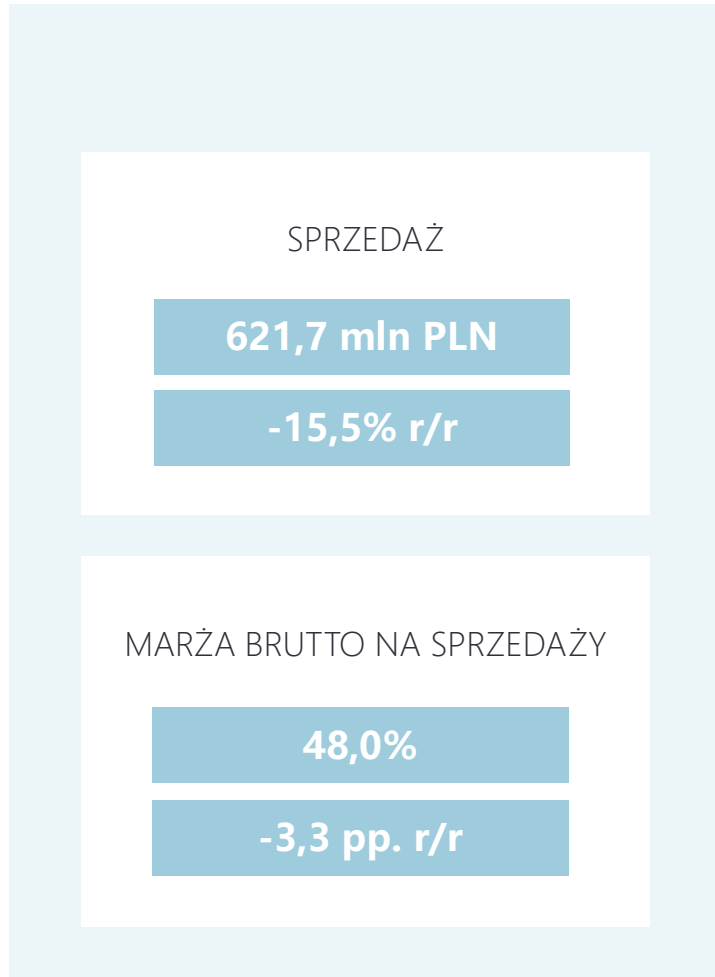 SPRZEDAŻ
621,7 mln PLN
-15,5% r/r
MARŻA BRUTTO NA SPRZEDAŻY
48,0%
-3,3 pp. r/r